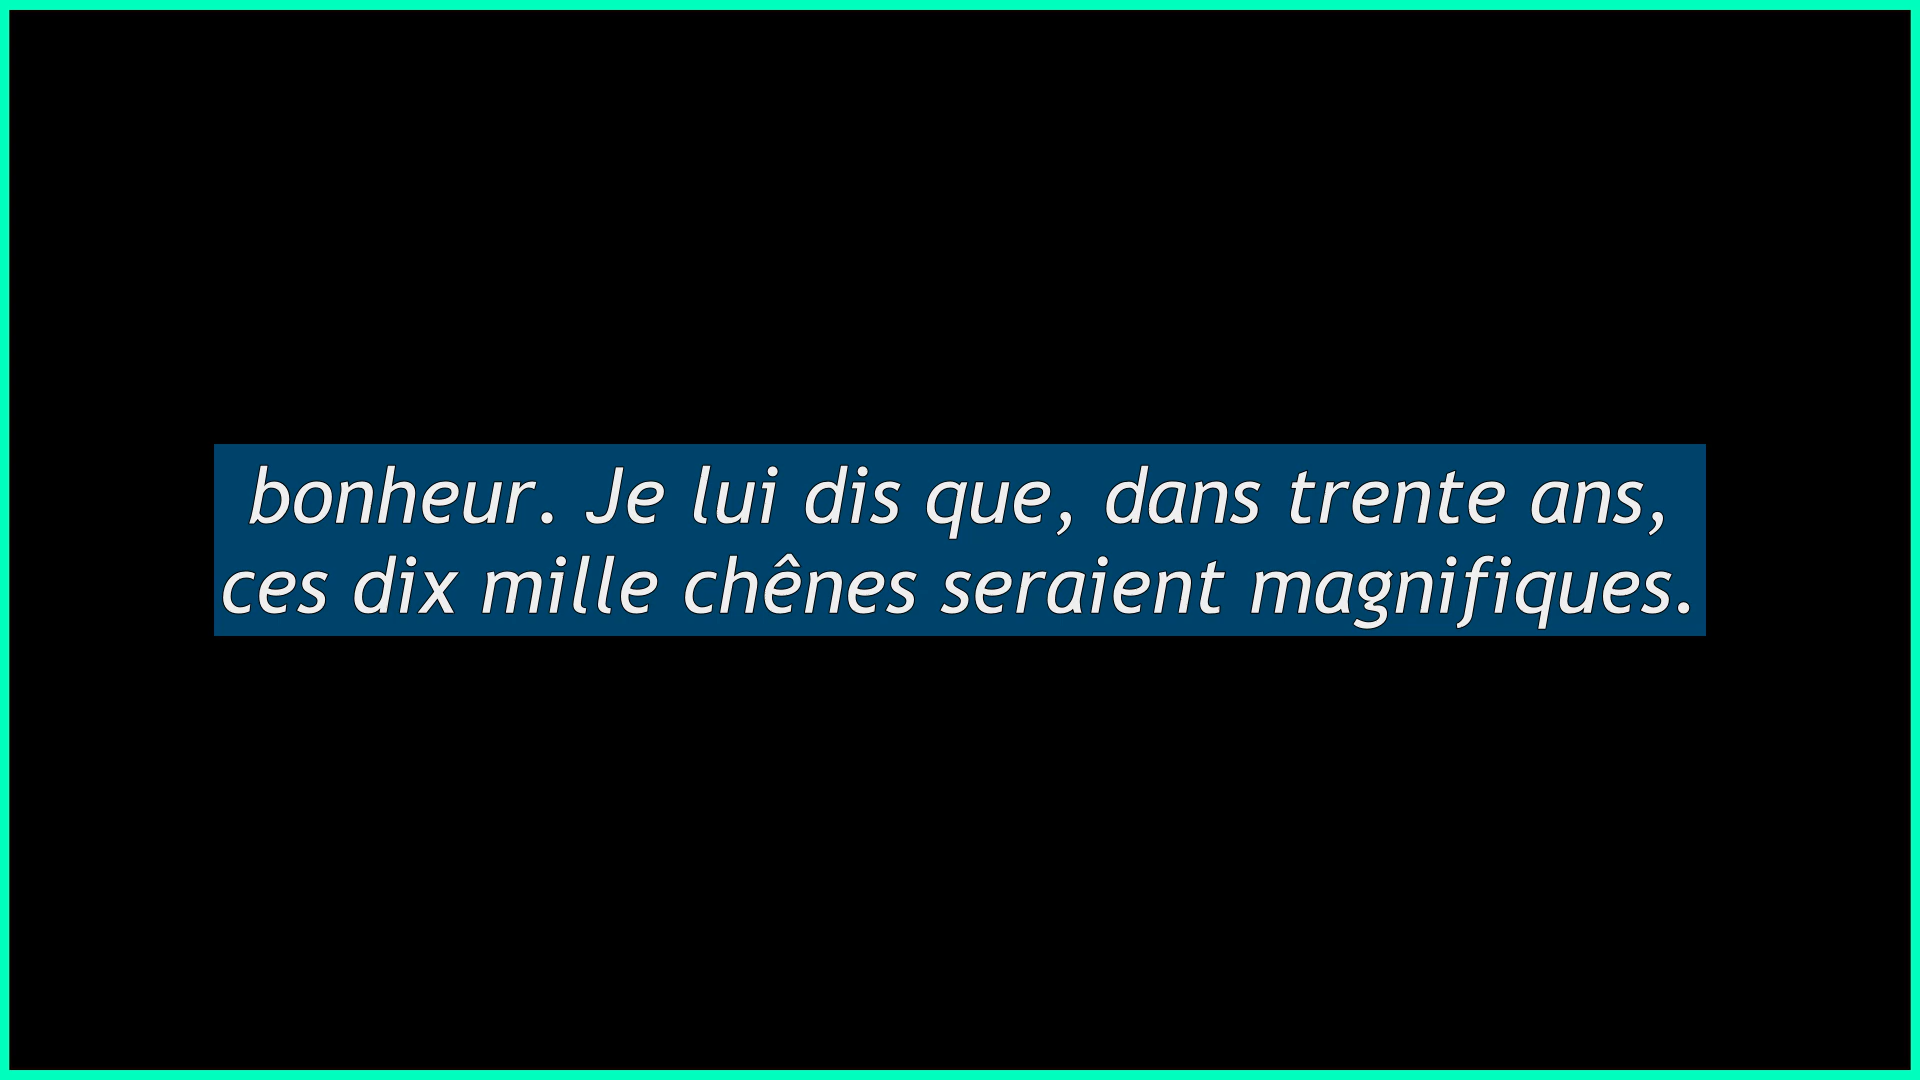 bonheur. Je lui dis que, dans trente ans,
ces dix mille chênes seraient magnifiques.